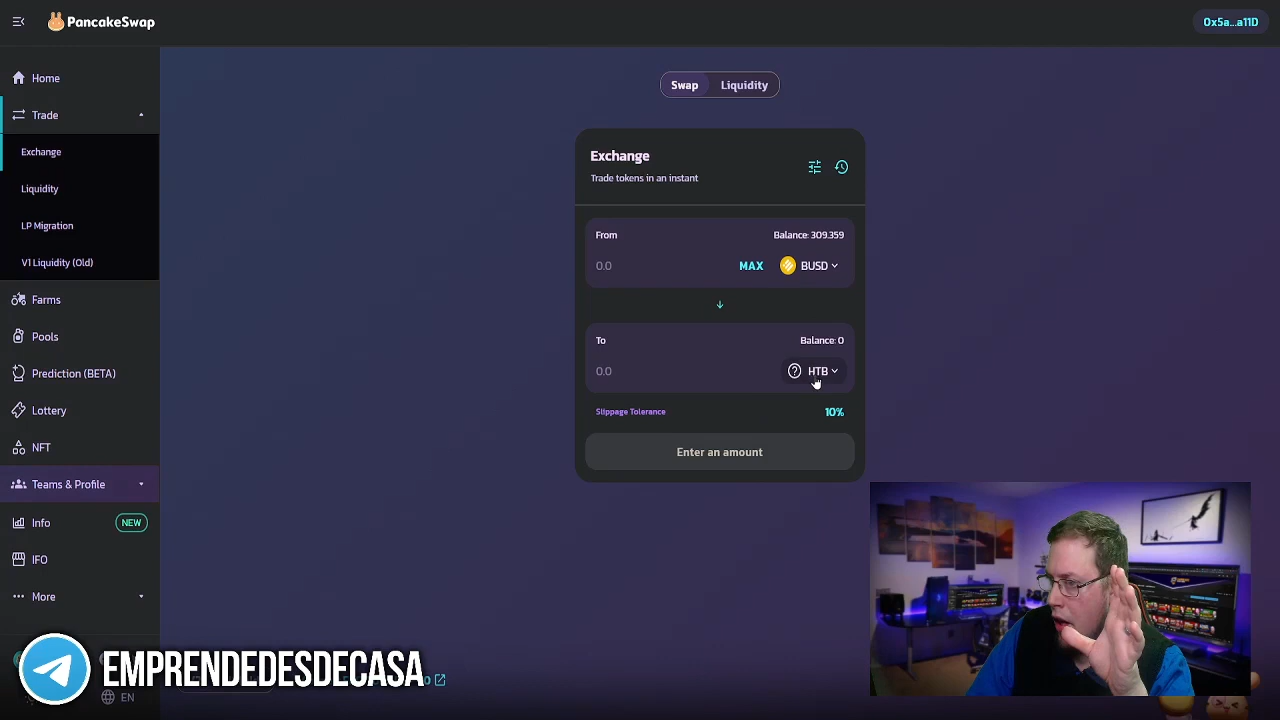 PancakeSwap
0x5a...a11D
Home
Trade
Exchange
Liquidity
LP Migration
V1 Liquidity (Old)
Farms
Pools
Prediction (BETA)
Lottery
NFT
Teams & Profile
Info
NEW
IFO
More
EN
Swap
Liquidity
Exchange
Trade tokens in an instant
From
Balance: 309.359
0.0
MAX
BUSD
To
Balance: 0
0.0
HTB
Slippage Tolerance
10%
Enter an amount
EMPRENDEDESDECASA